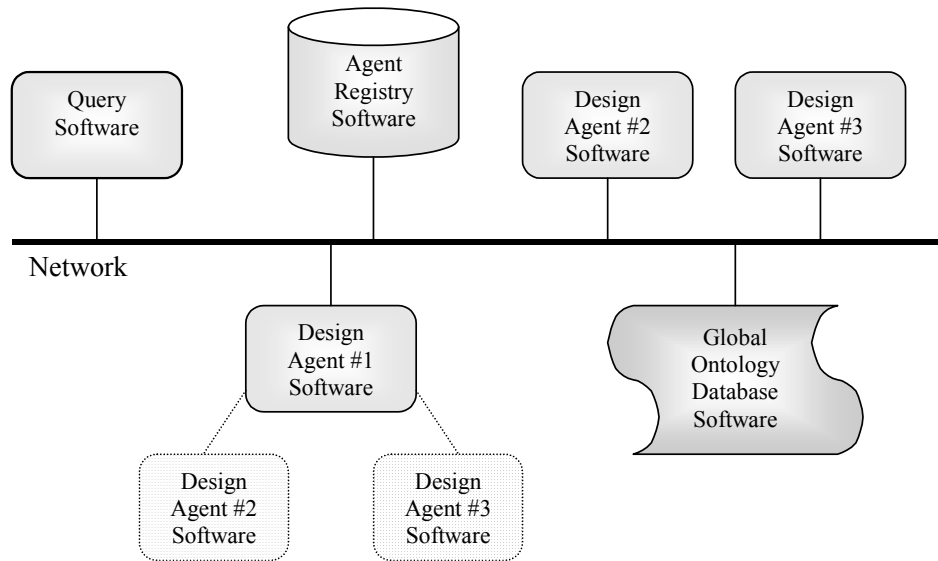 Query
Software
Agent
Registry
Software
Design
Agent #2
Software
Design
Agent #3
Software
Network
Design
Agent #1
Software
Global
Ontology
Database
Software
Design
Agent #2
Software
Design
Agent #3
Software